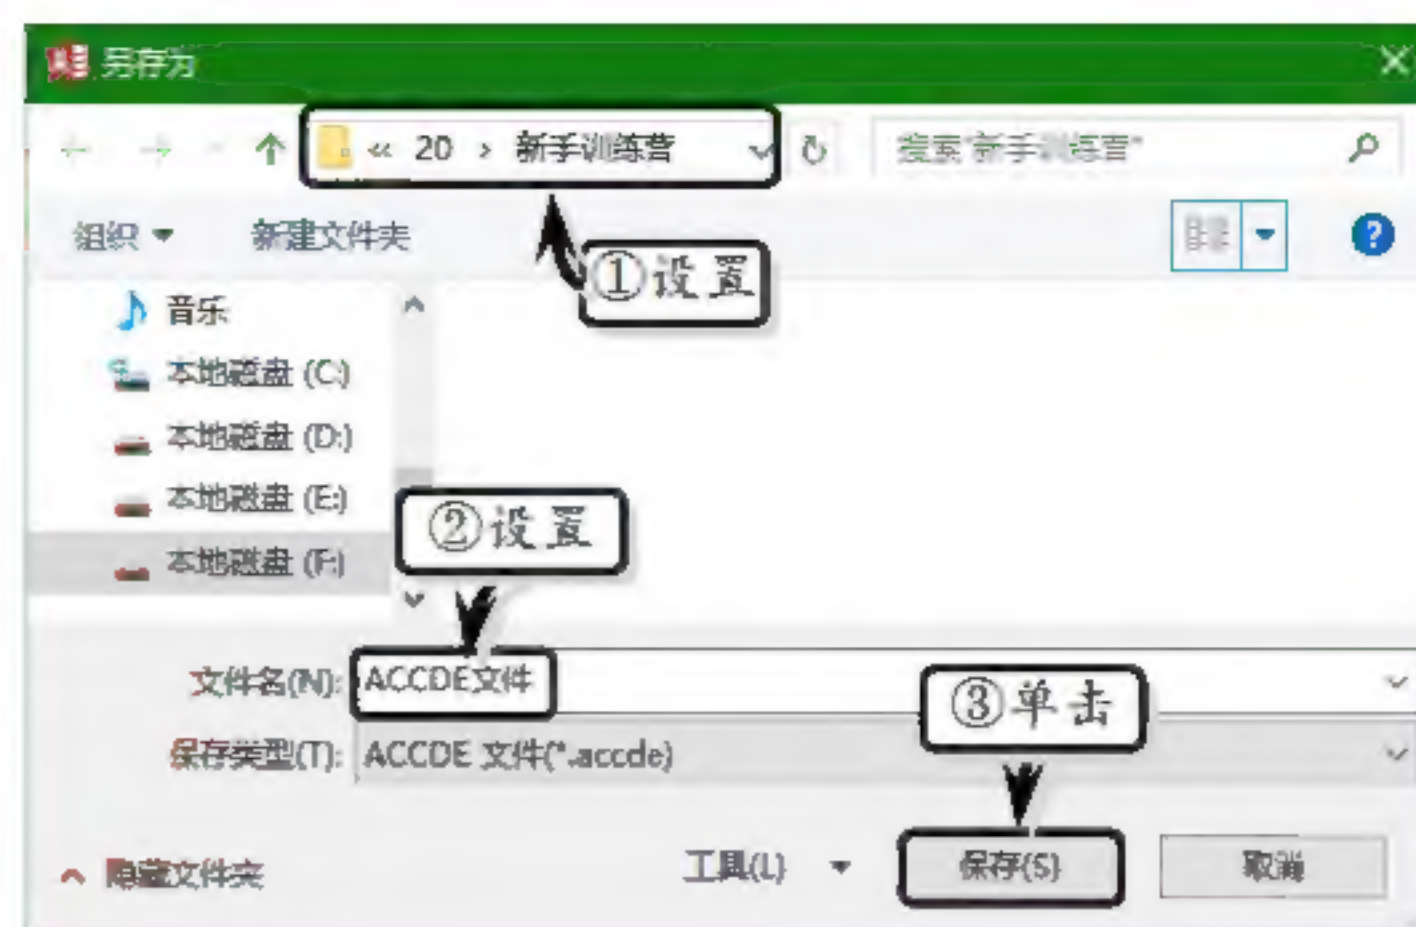 另存为
« 20 › 新手训练营
搜索"新手训练营"
组织 新建文件夹
①设置
音乐
本地磁盘 (C:)
本地磁盘 (D:)
本地磁盘 (E:)
②设置
本地磁盘 (F:)
文件名(N): ACCDE文件
③单击
保存类型(T): ACCDE 文件(*.accde)
隐藏文件夹 工具(L) 保存(S) 取消